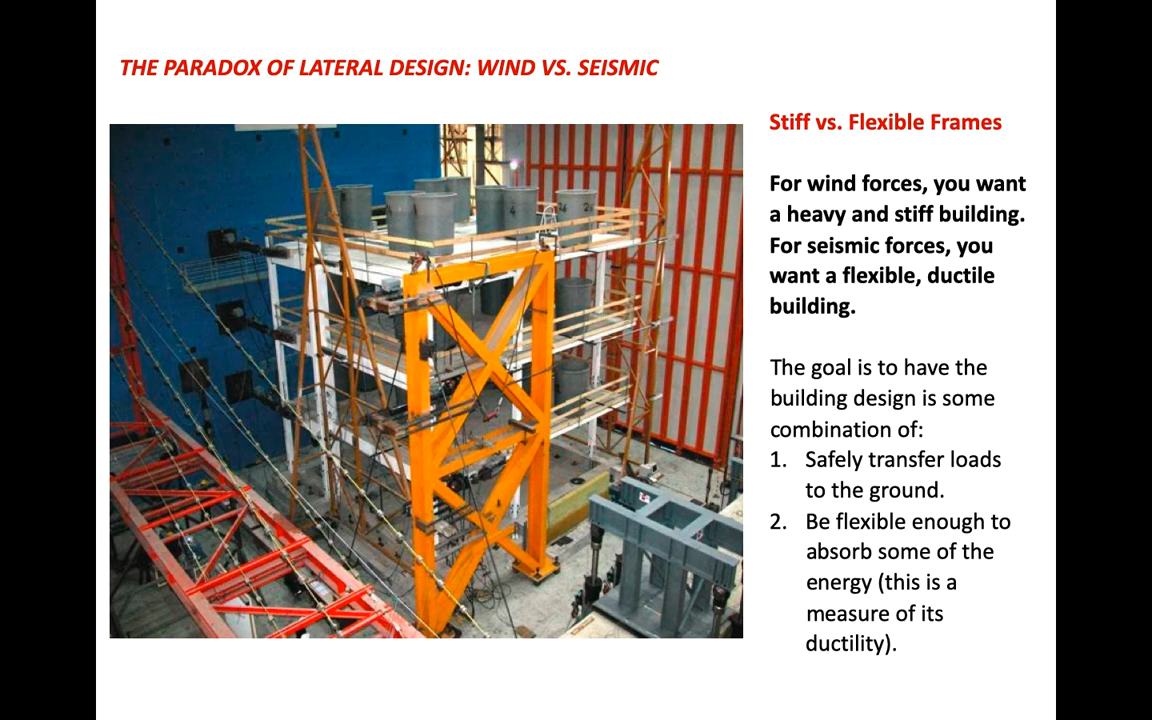 THE PARADOX OF LATERAL DESIGN: WIND VS. SEISMIC
Stiff vs. Flexible Frames
For wind forces, you want
a heavy and stiff building.
For seismic forces, you
want a flexible, ductile
building.
The goal is to have the
building design is some
combination of:
1. Safely transfer loads
to the ground.
2. Be flexible enough to
absorb some of the
energy (this is a
measure of its
ductility).